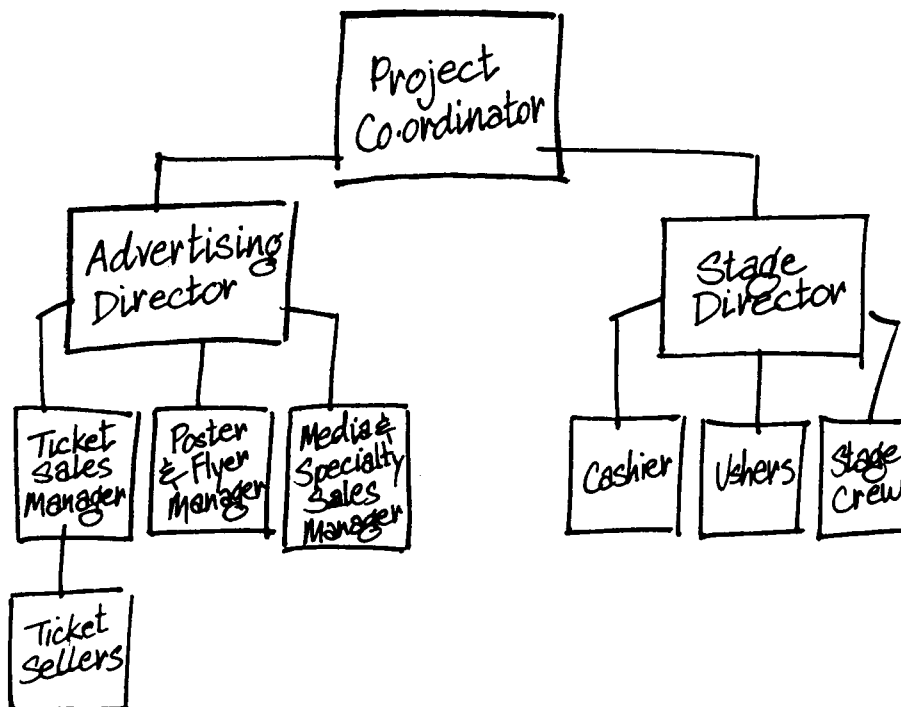 Project
Co-ordinator
Advertising
Director
Stage
Director
Ticket
Sales
Manager
Poster
& Flyer
Manager
Media &
Specialty
Sales
Manager
Cashier
Ushers
Stage
Crew
Ticket
Sellers